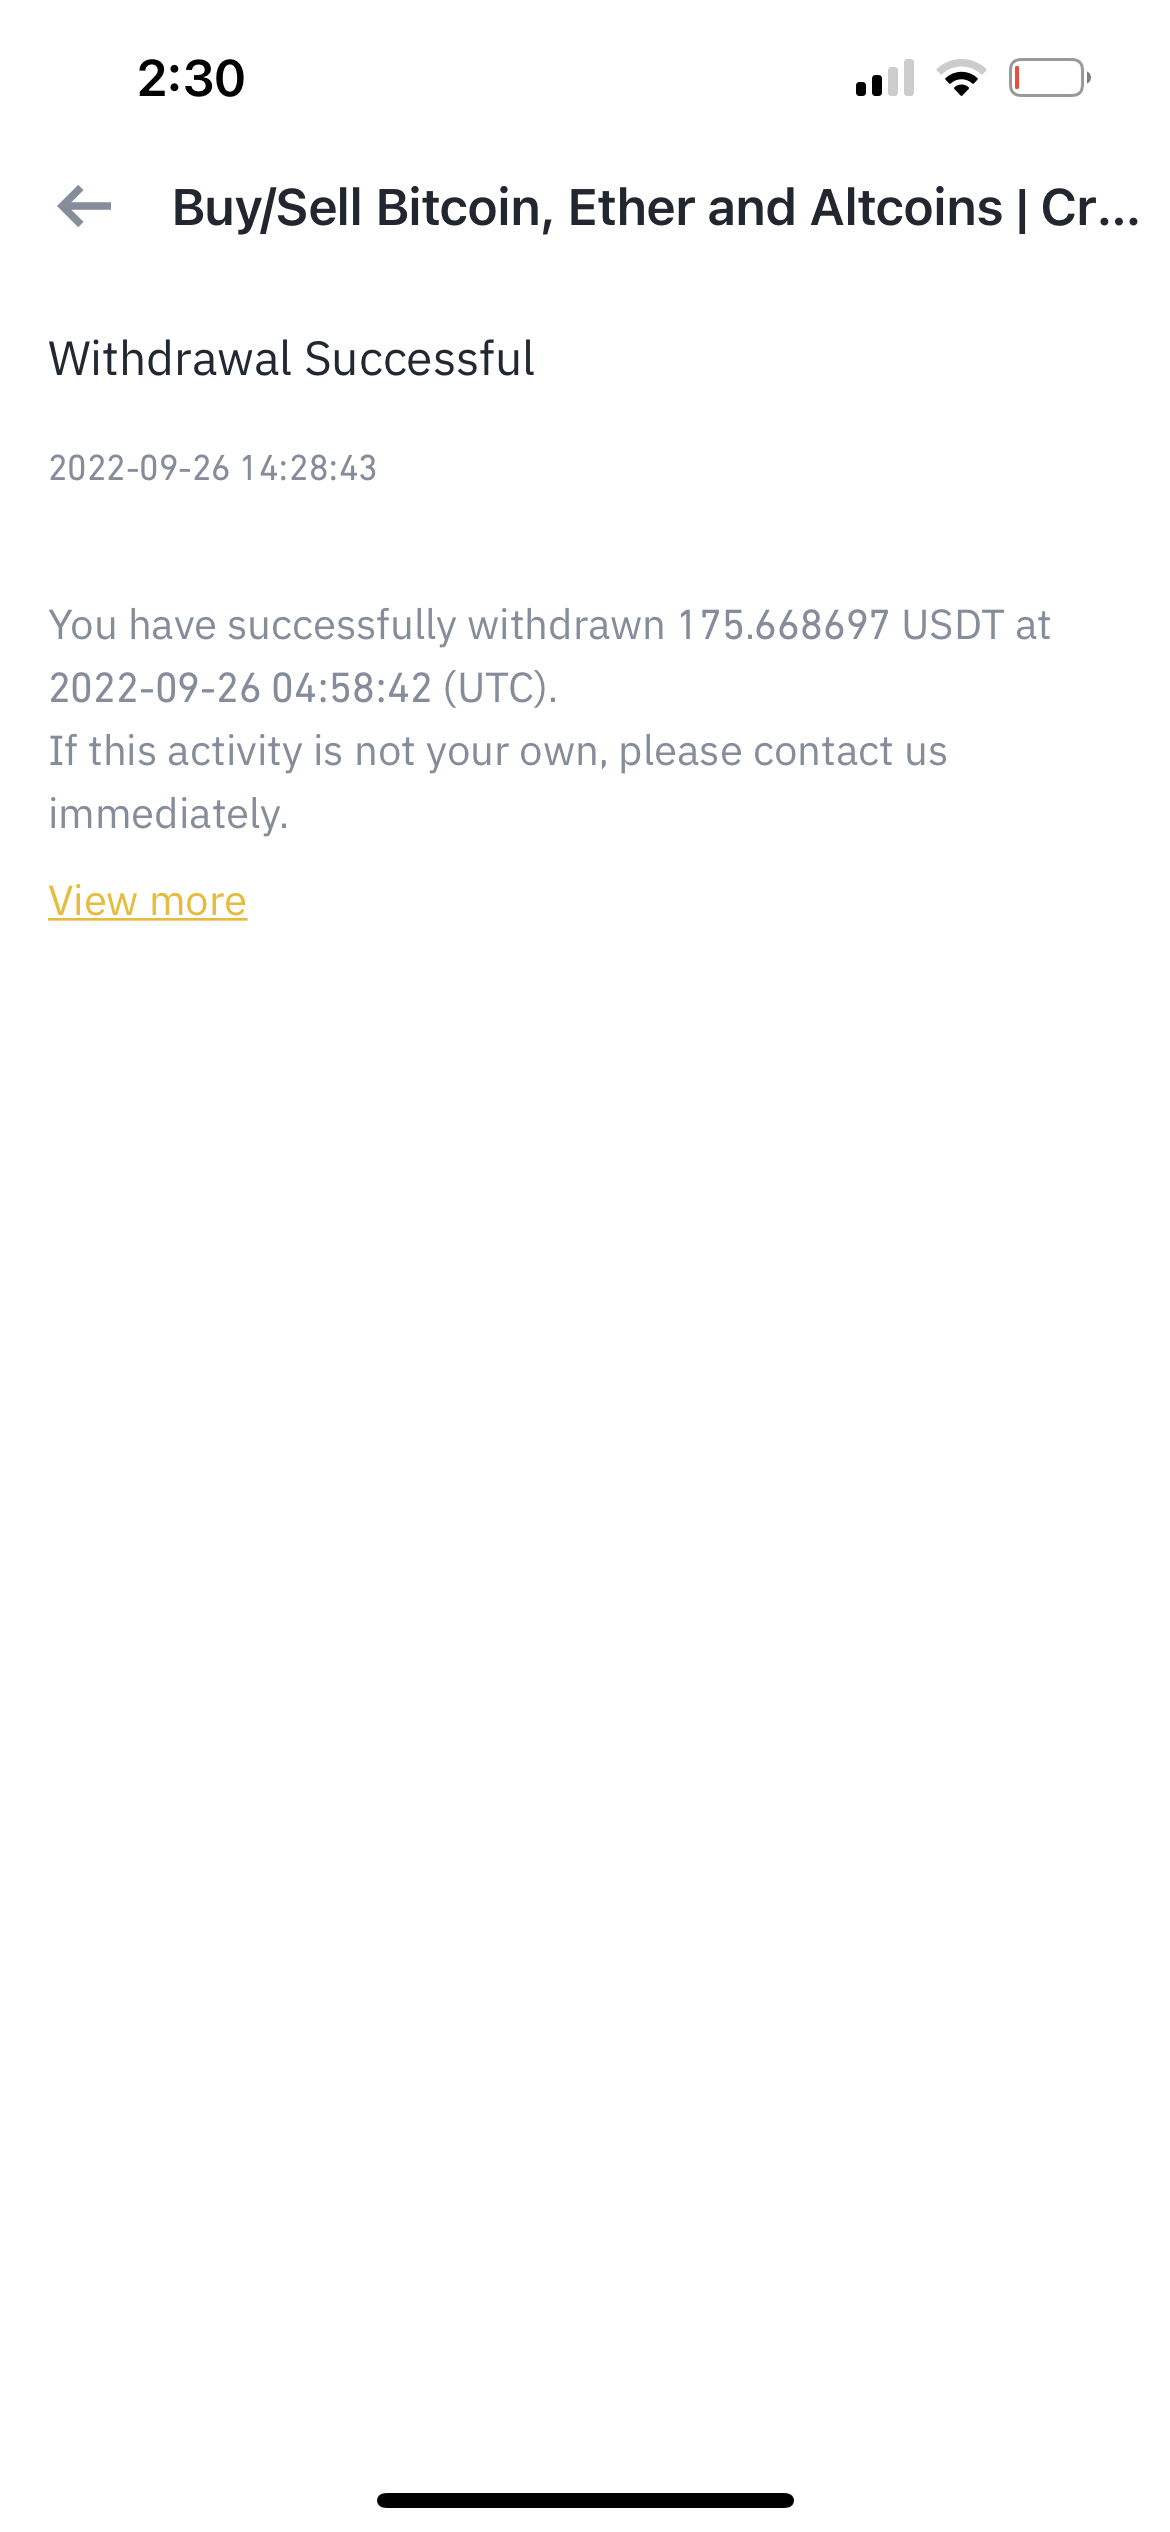 2:30
Buy/Sell Bitcoin, Ether and Altcoins | Cr...
Withdrawal Successful
2022-09-26 14:28:43
You have successfully withdrawn 175.668697 USDT at
2022-09-26 04:58:42 (UTC).
If this activity is not your own, please contact us
immediately.
View more